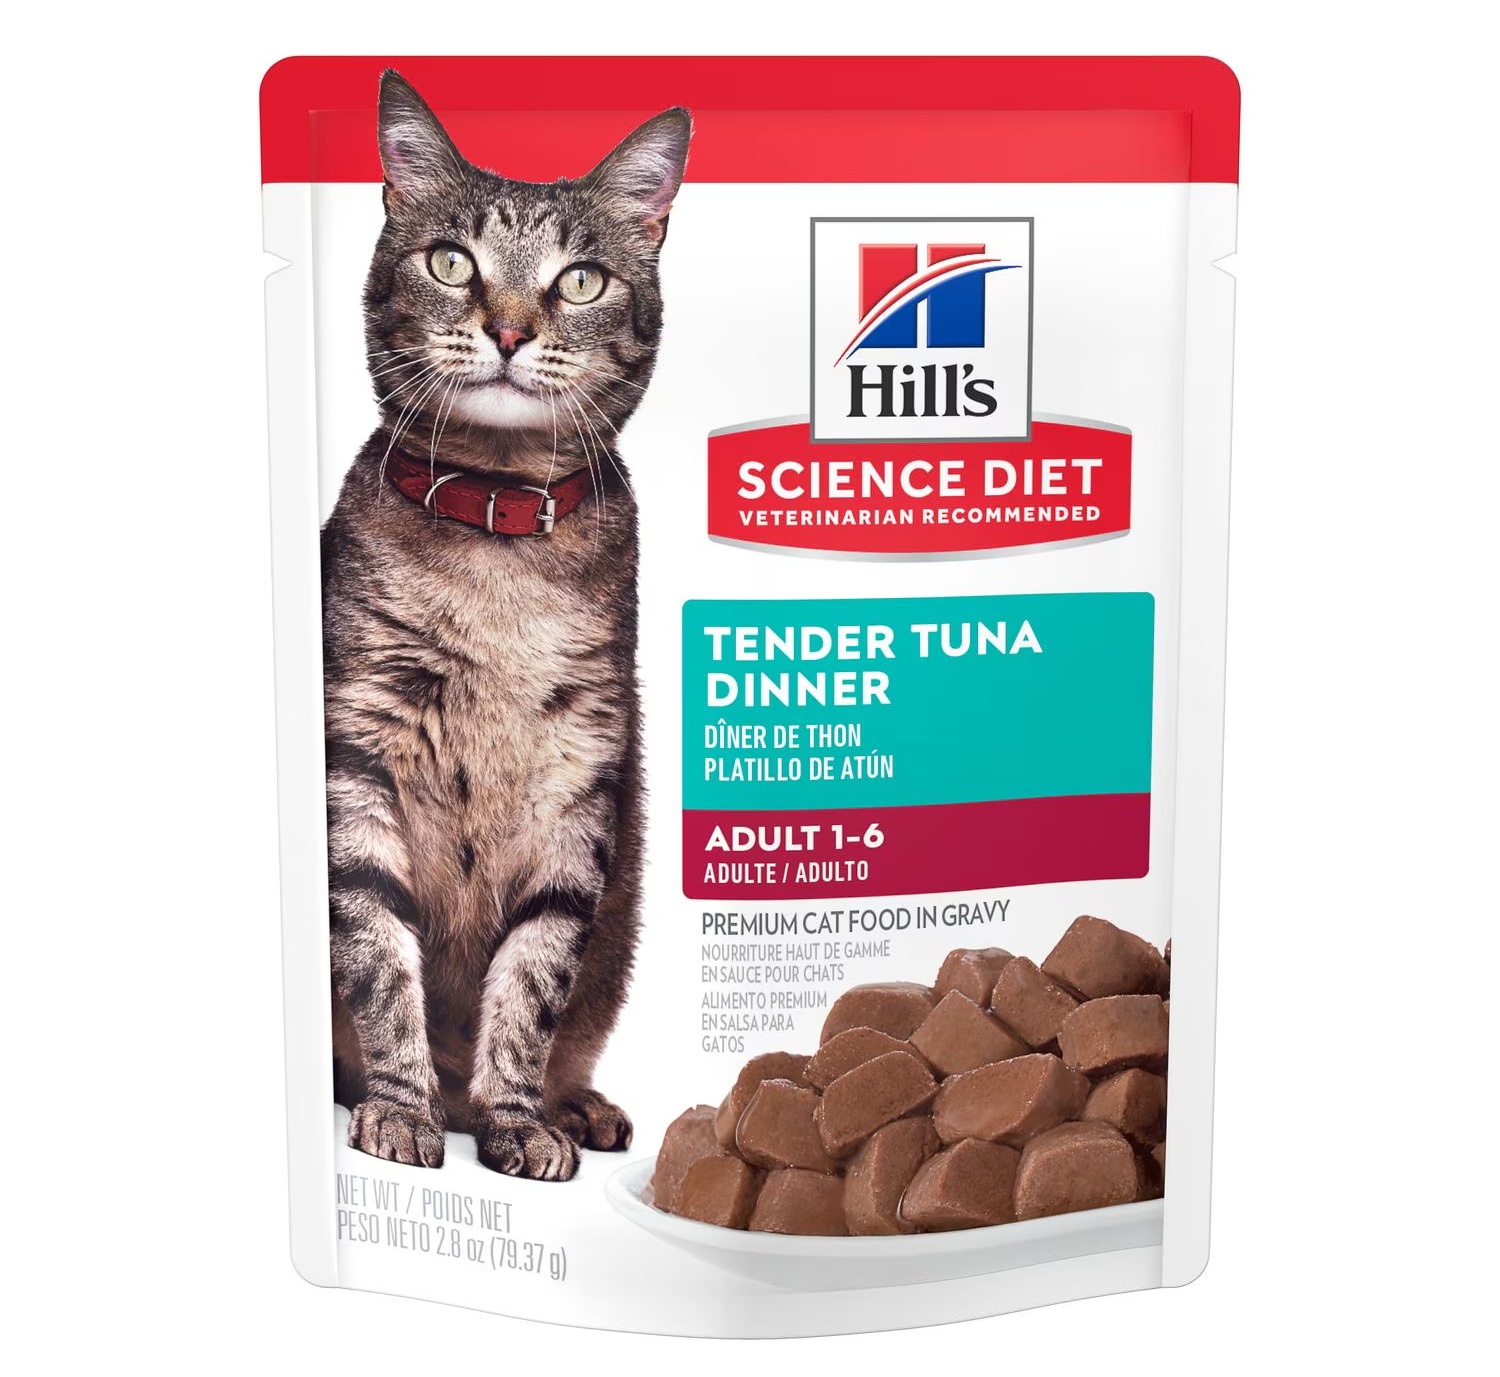 Hill's
SCIENCE DIET
VETERINARIAN RECOMMENDED
TENDER TUNA
DINNER
DÎNER DE THON
PLATILLO DE ATÚN
ADULT 1-6
ADULTE / ADULTO
PREMIUM CAT FOOD IN GRAVY
NOURRITURE HAUT DE GAMME
EN SAUCE POUR CHATS
ALIMENTO PREMIUM
EN SALSA PARA
GATOS
NET WT / POIDS NET
PESO NETO 2.8 oz (79.37 g)